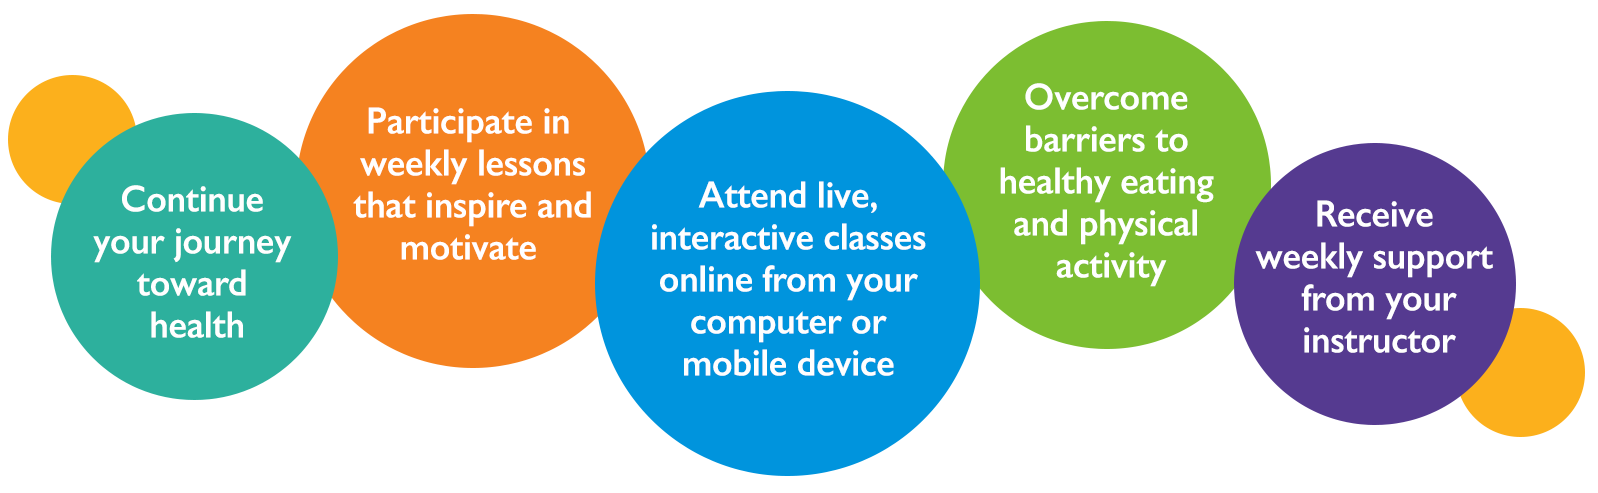 Continue
your journey
toward
health
Participate in
weekly lessons
that inspire and
motivate
Attend live,
interactive classes
online from your
computer or
mobile device
Overcome
barriers to
healthy eating
and physical
activity
Receive
weekly support
from your
instructor